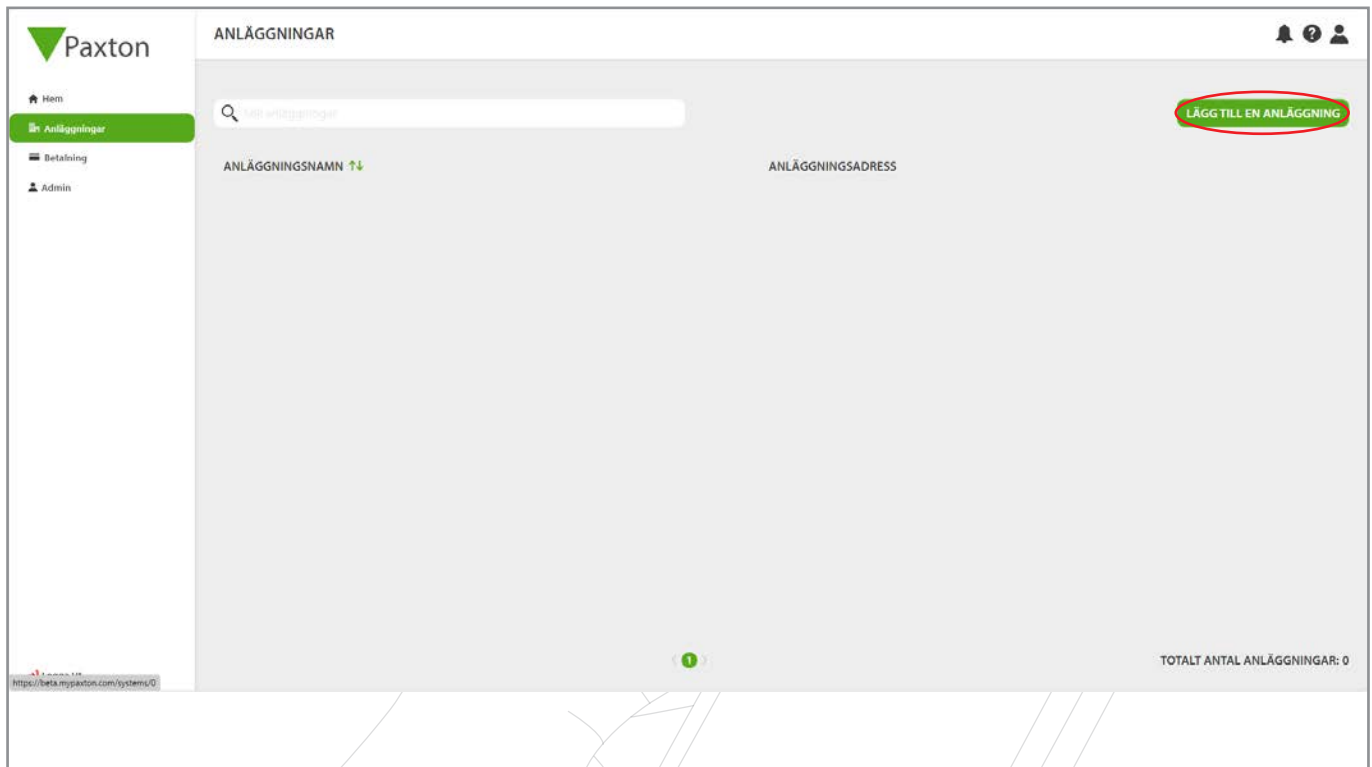 Paxton
ANLÄGGNINGAR
Hem
Anläggningar
Betalning
Admin
LÄGG TILL EN ANLÄGGNING
ANLÄGGNINGSNAMN
ANLÄGGNINGSADRESS
1
TOTALT ANTAL ANLÄGGNINGAR: 0
https://beta.mypaxton.com/systems/0